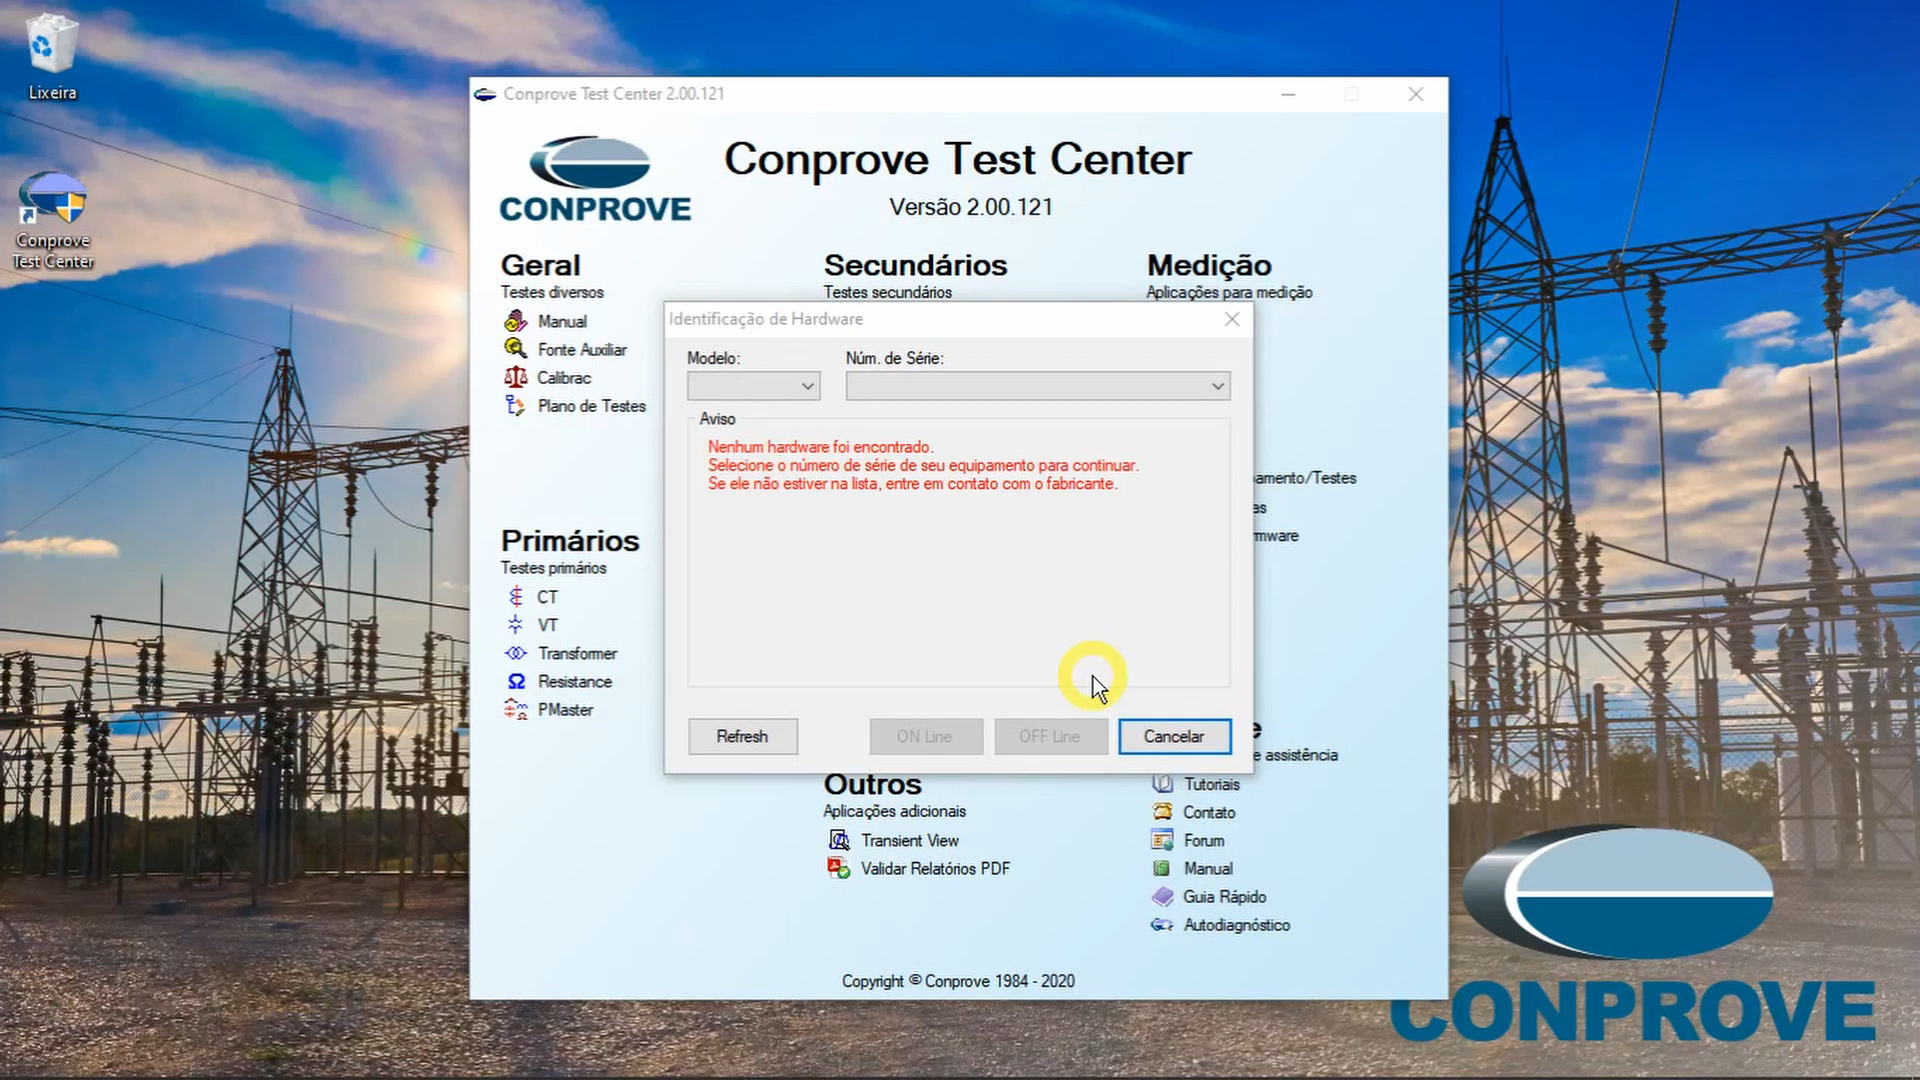 Lixeira
Conprove
Test Center
Conprove Test Center 2.00.121
CONPROVE
Conprove Test Center
Versão 2.00.121
Geral
Testes diversos
Manual
Fonte Auxiliar
Calibrac
Plano de Testes
Secundários
Testes secundários
Medição
Aplicações para medição
Identificação de Hardware
Modelo:
Núm. de Série:
Aviso
Nenhum hardware foi encontrado.
Selecione o número de série de seu equipamento para continuar.
Se ele não estiver na lista, entre em contato com o fabricante.
Refresh
ON Line
OFF Line
Cancelar
amento/Testes
as
mware
Primários
Testes primários
CT
VT
Transformer
Resistance
PMaster
e
e assistência
Tutoriais
Contato
Forum
Manual
Guia Rápido
Autodiagnóstico
Outros
Aplicações adicionais
Transient View
Validar Relatórios PDF
Copyright © Conprove 1984 - 2020
CONPROVE